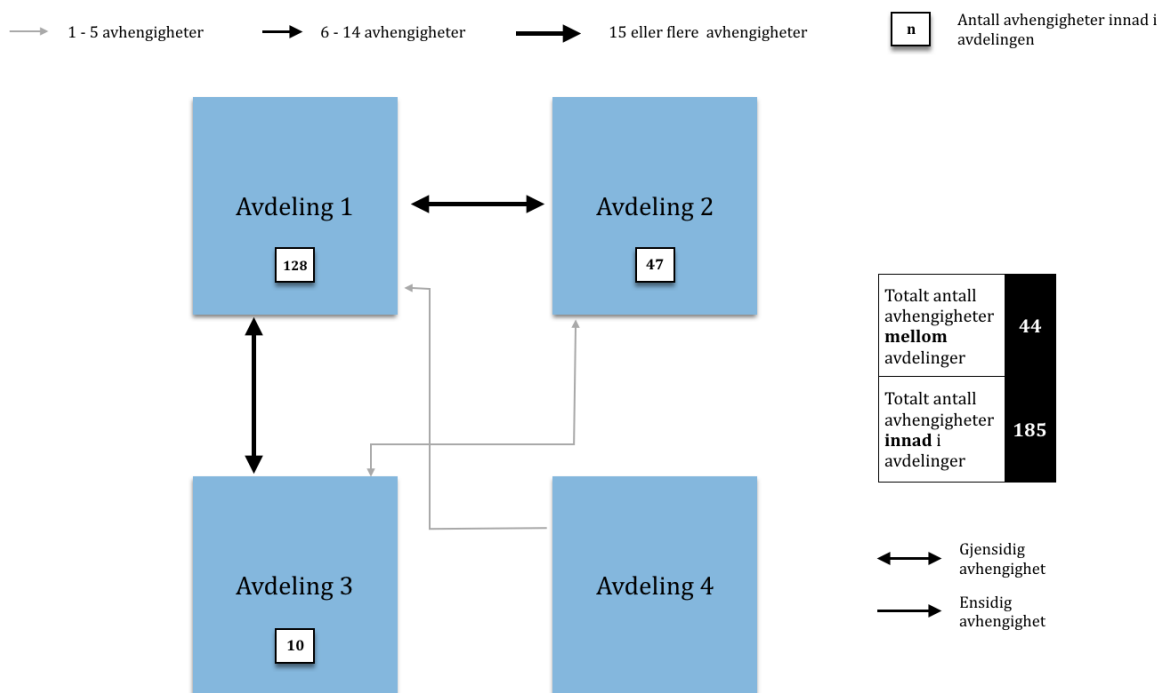 1 - 5 avhengigheter
6 - 14 avhengigheter
15 eller flere avhengigheter
n
Antall avhengigheter innad i
avdelingen
Avdeling 1
128
Avdeling 2
47
Totalt antall
avhengigheter
mellom
avdelinger
44
Totalt antall
avhengigheter
innad i
avdelinger
185
Avdeling 3
10
Avdeling 4
Gjensidig
avhengighet
Ensidig
avhengighet